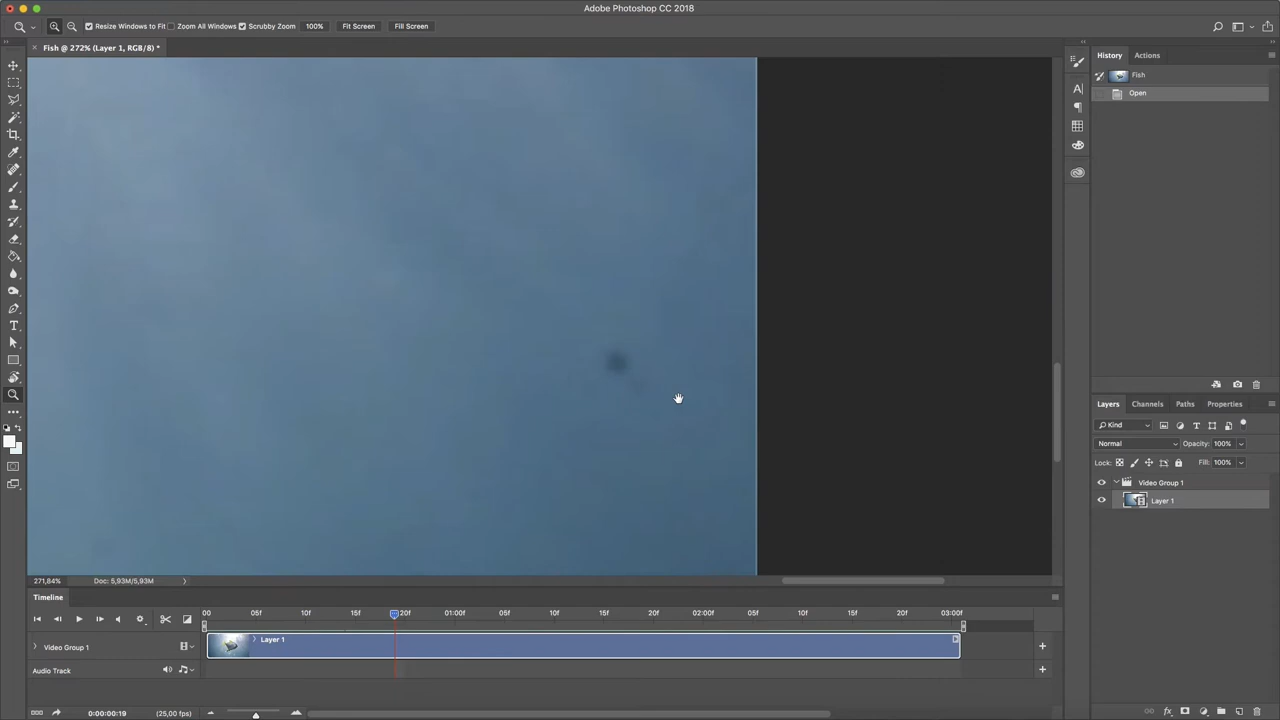 Adobe Photoshop CC 2018
Resize Windows to Fit Zoom All Windows Scrubby Zoom 100% Fit Screen Fill Screen
Fish @ 272% (Layer 1, RGB/8) *
History Actions
Fish
Open
Layers Channels Paths Properties
Kind
Normal Opacity: 100%
Lock: Fill: 100%
Video Group 1
Layer 1
271,84% Doc: 5,93M/5,93M
Timeline
00 05f 10f 15f 20f 01:00f 05f 10f 15f 20f 02:00f 05f 10f 15f 20f 03:00f
Layer 1
Video Group 1
Audio Track
0:00:00:19 (25,00 fps)